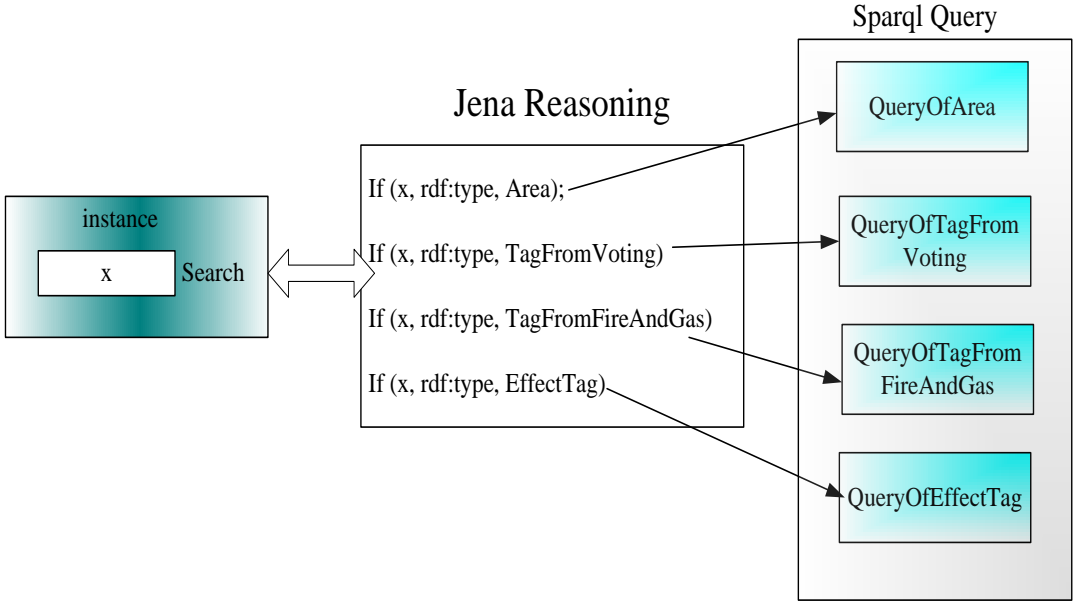 Sparql Query
Jena Reasoning
instance
x
Search
If (x, rdf:type, Area);
If (x, rdf:type, TagFromVoting)
If (x, rdf:type, TagFromFireAndGas)
If (x, rdf:type, EffectTag)
QueryOfArea
QueryOfTagFrom
Voting
QueryOfTagFrom
FireAndGas
QueryOfEffectTag